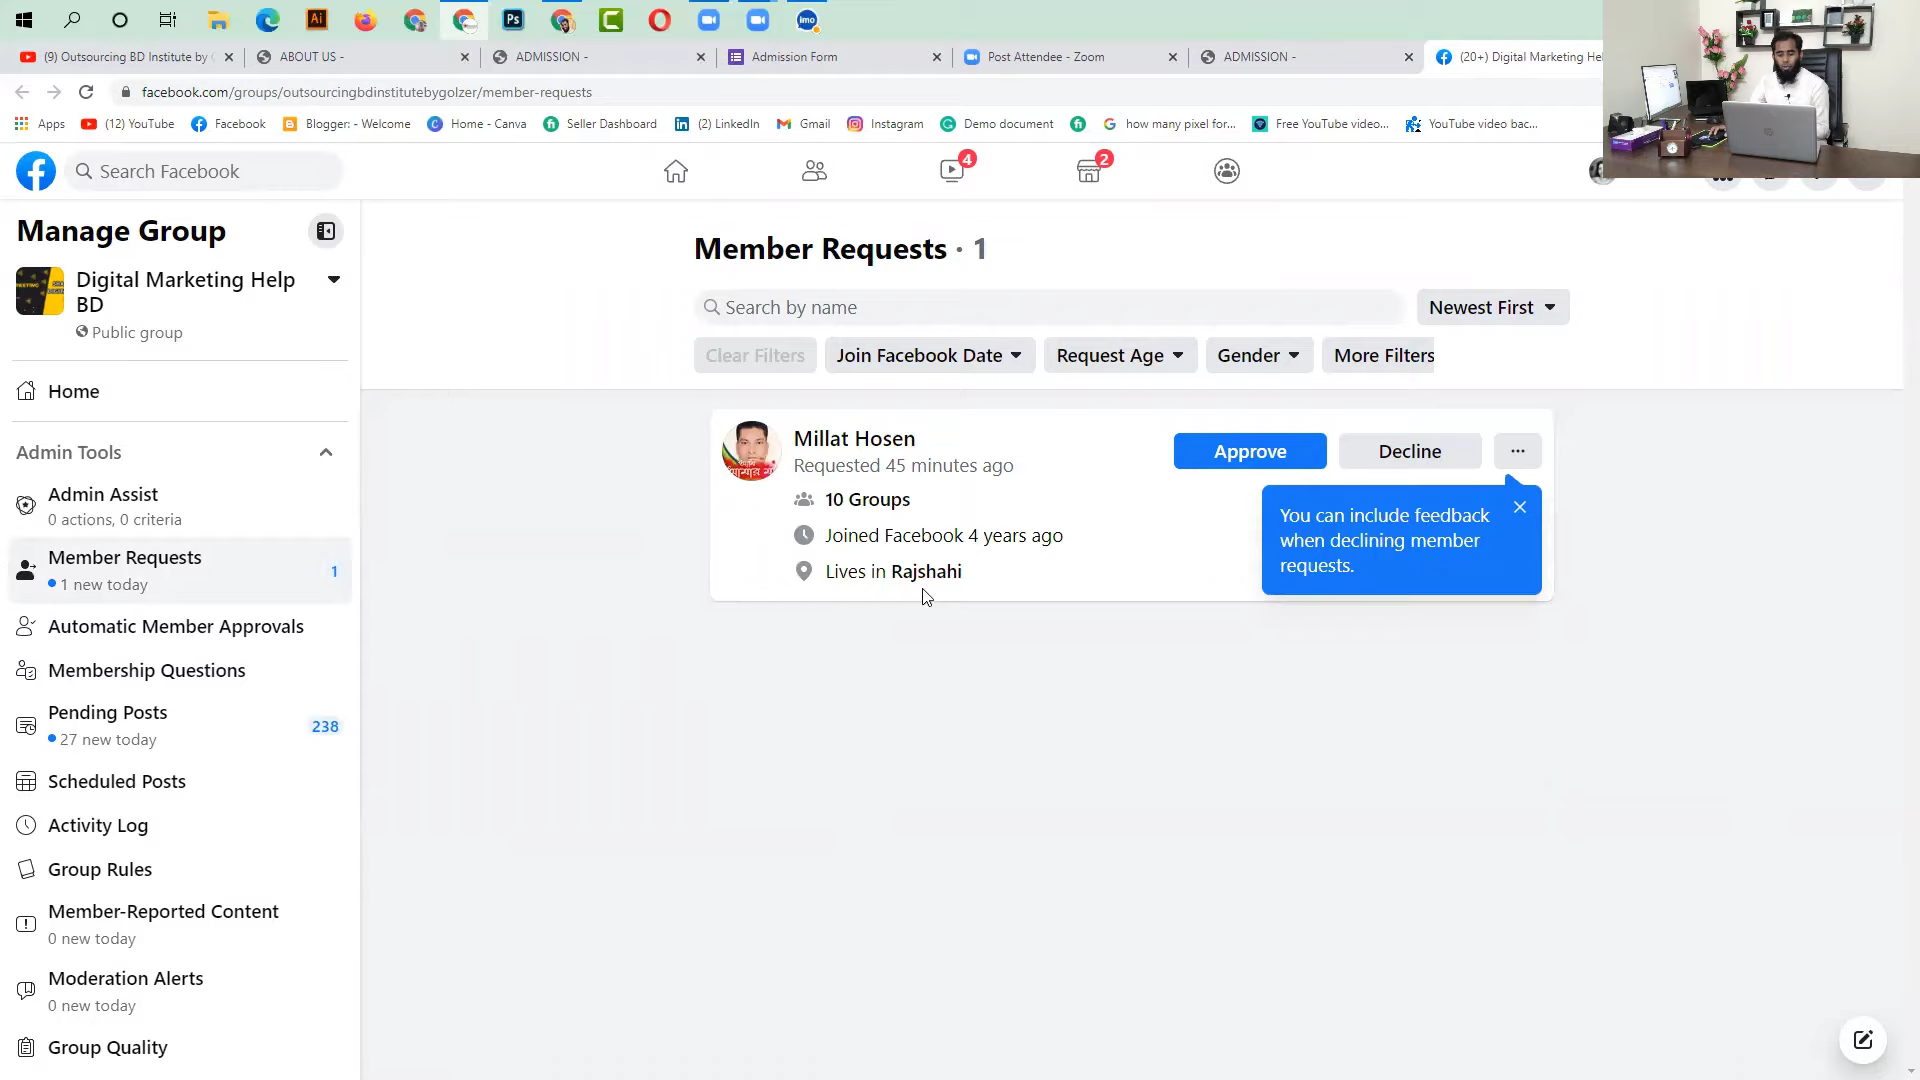 Ai
Ps
imo
(9) Outsourcing BD Institute by
ABOUT US -
ADMISSION -
Admission Form
Post Attendee - Zoom
ADMISSION -
(20+) Digital Marketing Hel
facebook.com/groups/outsourcingbdinstitutebygolzer/member-requests
Apps
(12) YouTube
Facebook
Blogger: - Welcome
Home - Canva
Seller Dashboard
(2) LinkedIn
Gmail
Instagram
Demo document
how many pixel for...
Free YouTube video...
YouTube video bac...
Search Facebook
4
2
Manage Group
Digital Marketing Help
BD
Public group
Home
Admin Tools
Admin Assist
0 actions, 0 criteria
Member Requests
1 new today
1
Automatic Member Approvals
Membership Questions
Pending Posts
27 new today
238
Scheduled Posts
Activity Log
Group Rules
Member-Reported Content
0 new today
Moderation Alerts
0 new today
Group Quality
Member Requests · 1
Search by name
Newest First
Clear Filters
Join Facebook Date
Request Age
Gender
More Filters
Millat Hosen
Requested 45 minutes ago
10 Groups
Joined Facebook 4 years ago
Lives in Rajshahi
Approve
Decline
...
You can include feedback
when declining member
requests.